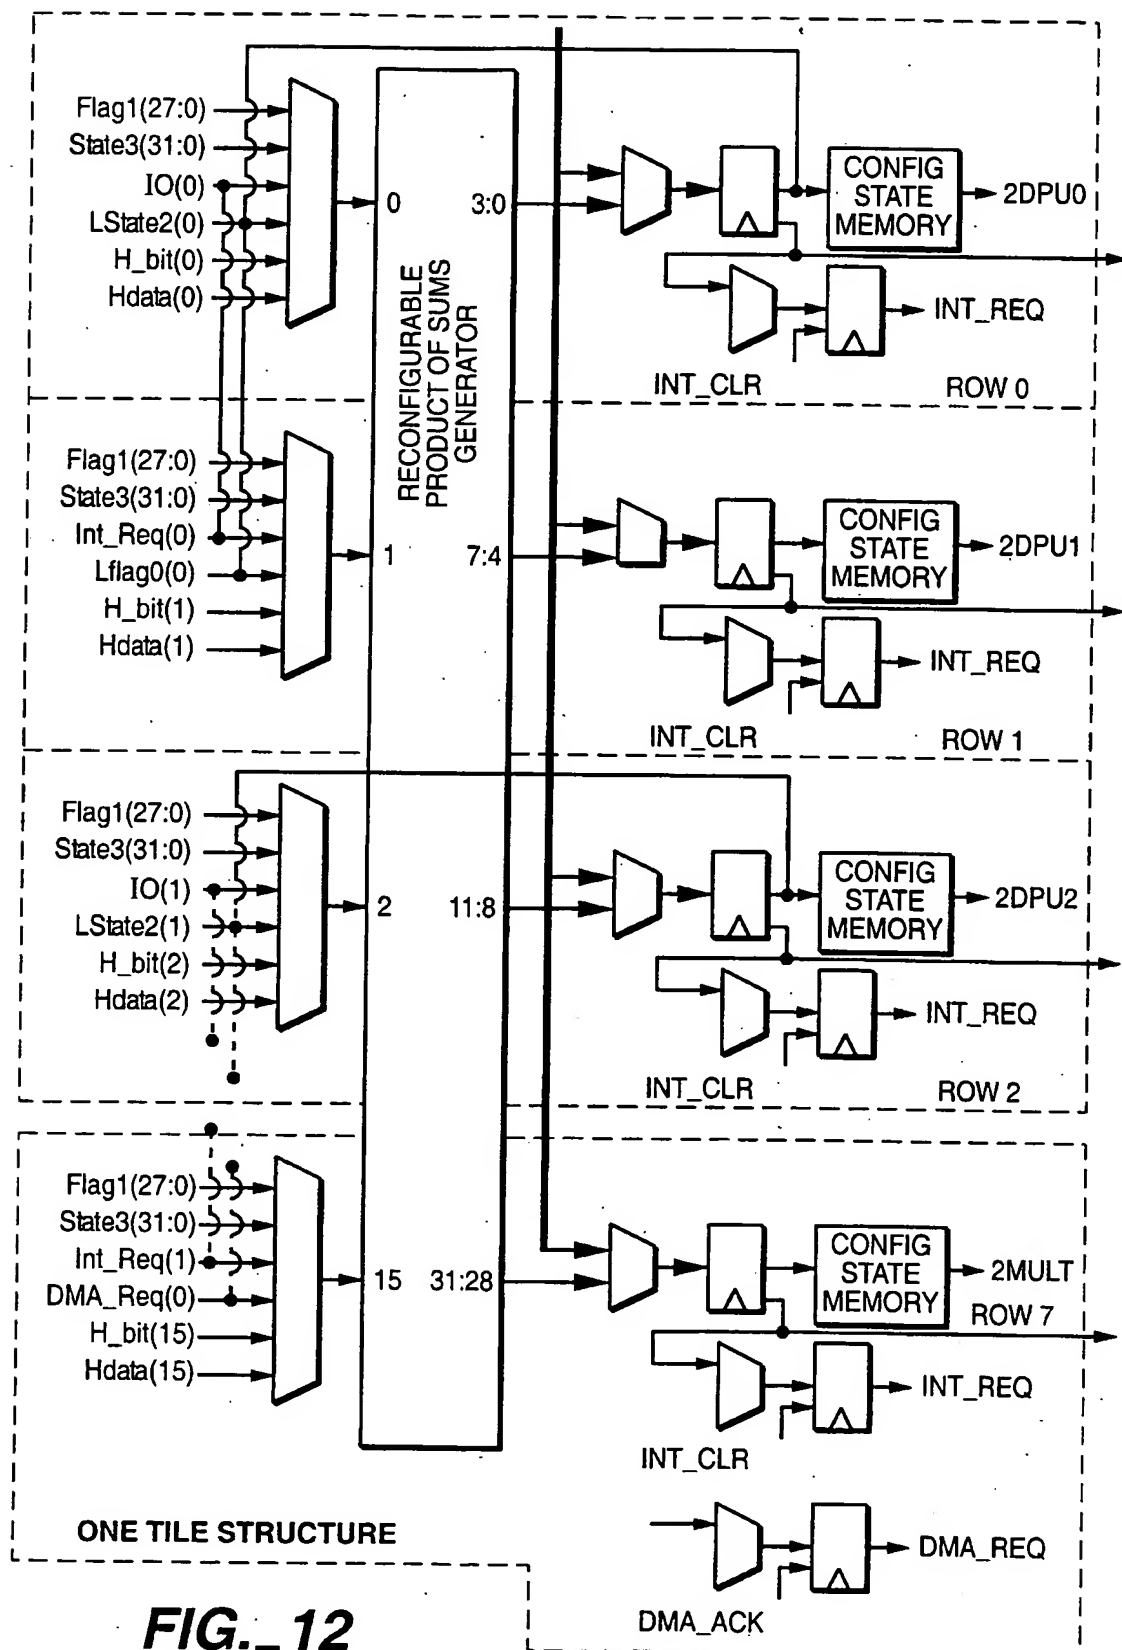 Flag1(27:0)
State3(31:0)
IO(0)
LState2(0)
H_bit(0)
Hdata(0)
0
3:0
RECONFIGURABLE
PRODUCT OF SUMS
GENERATOR
CONFIG
STATE
MEMORY
2DPU0
INT_REQ
INT_CLR
ROW 0
Flag1(27:0)
State3(31:0)
Int_Req(0)
Lflag0(0)
H_bit(1)
Hdata(1)
1
7:4
CONFIG
STATE
MEMORY
2DPU1
INT_REQ
INT_CLR
ROW 1
Flag1(27:0)
State3(31:0)
IO(1)
LState2(1)
H_bit(2)
Hdata(2)
2
11:8
CONFIG
STATE
MEMORY
2DPU2
INT_REQ
INT_CLR
ROW 2
Flag1(27:0)
State3(31:0)
Int_Req(1)
DMA_Req(0)
H_bit(15)
Hdata(15)
15
31:28
CONFIG
STATE
MEMORY
2MULT
ROW 7
INT_REQ
INT_CLR
ONE TILE STRUCTURE
DMA_REQ
DMA_ACK
FIG._12